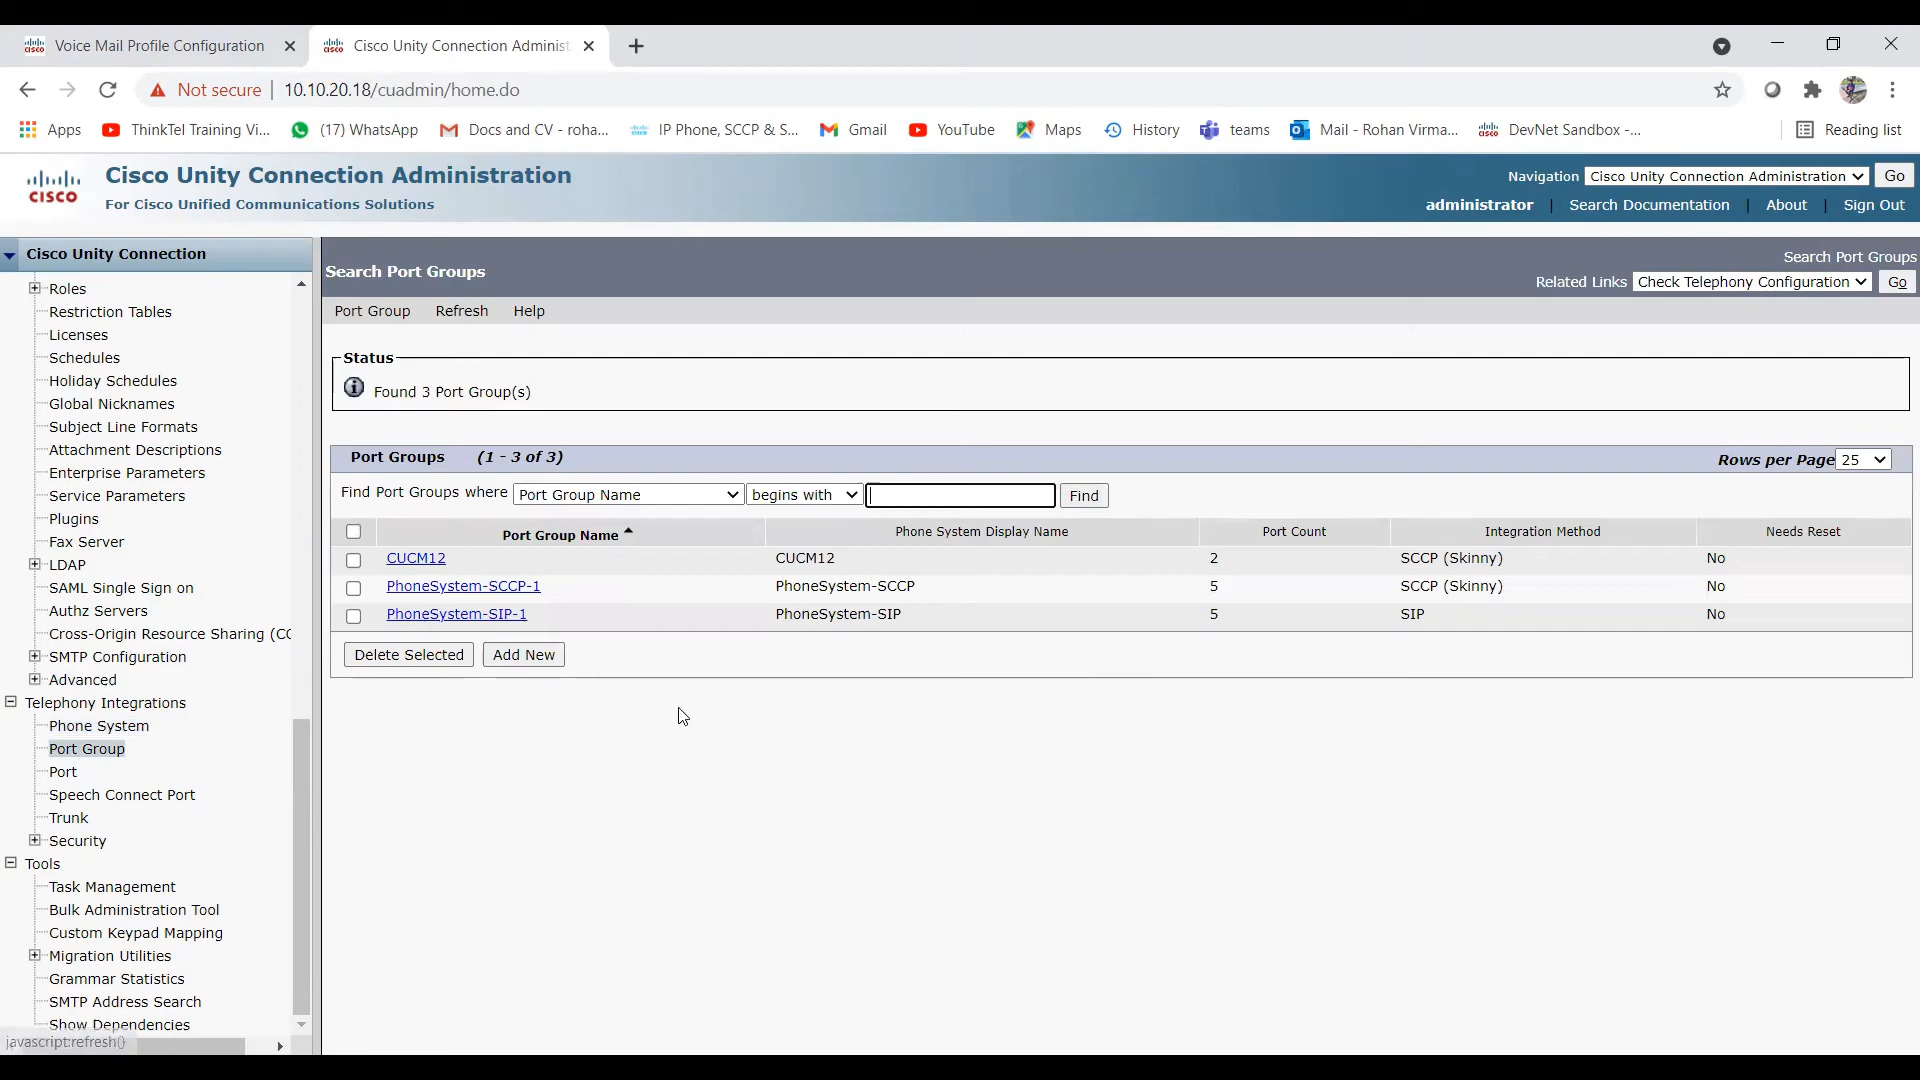 Voice Mail Profile Configuration
Cisco Unity Connection Administ
Not secure
10.10.20.18/cuadmin/home.do
Apps
ThinkTel Training Vi...
(17) WhatsApp
Docs and CV - roha...
IP Phone, SCCP & S...
Gmail
YouTube
Maps
History
teams
Mail - Rohan Virma...
DevNet Sandbox -...
Reading list
CISCO
Cisco Unity Connection Administration
For Cisco Unified Communications Solutions
Navigation Cisco Unity Connection Administration Go
administrator | Search Documentation | About | Sign Out
Cisco Unity Connection
Roles
Restriction Tables
Licenses
Schedules
Holiday Schedules
Global Nicknames
Subject Line Formats
Attachment Descriptions
Enterprise Parameters
Service Parameters
Plugins
Fax Server
LDAP
SAML Single Sign on
Authz Servers
Cross-Origin Resource Sharing (CO
SMTP Configuration
Advanced
Telephony Integrations
Phone System
Port Group
Port
Speech Connect Port
Trunk
Security
Tools
Task Management
Bulk Administration Tool
Custom Keypad Mapping
Migration Utilities
Grammar Statistics
SMTP Address Search
Show Dependencies
javascript:refresh()
Search Port Groups
Search Port Groups
Related Links Check Telephony Configuration Go
Port Group Refresh Help
Status
Found 3 Port Group(s)
Port Groups (1 - 3 of 3)
Rows per Page 25
Find Port Groups where Port Group Name begins with Find
Port Group Name Phone System Display Name Port Count Integration Method Needs Reset
CUCM12 CUCM12 2 SCCP (Skinny) No
PhoneSystem-SCCP-1 PhoneSystem-SCCP 5 SCCP (Skinny) No
PhoneSystem-SIP-1 PhoneSystem-SIP 5 SIP No
Delete Selected Add New